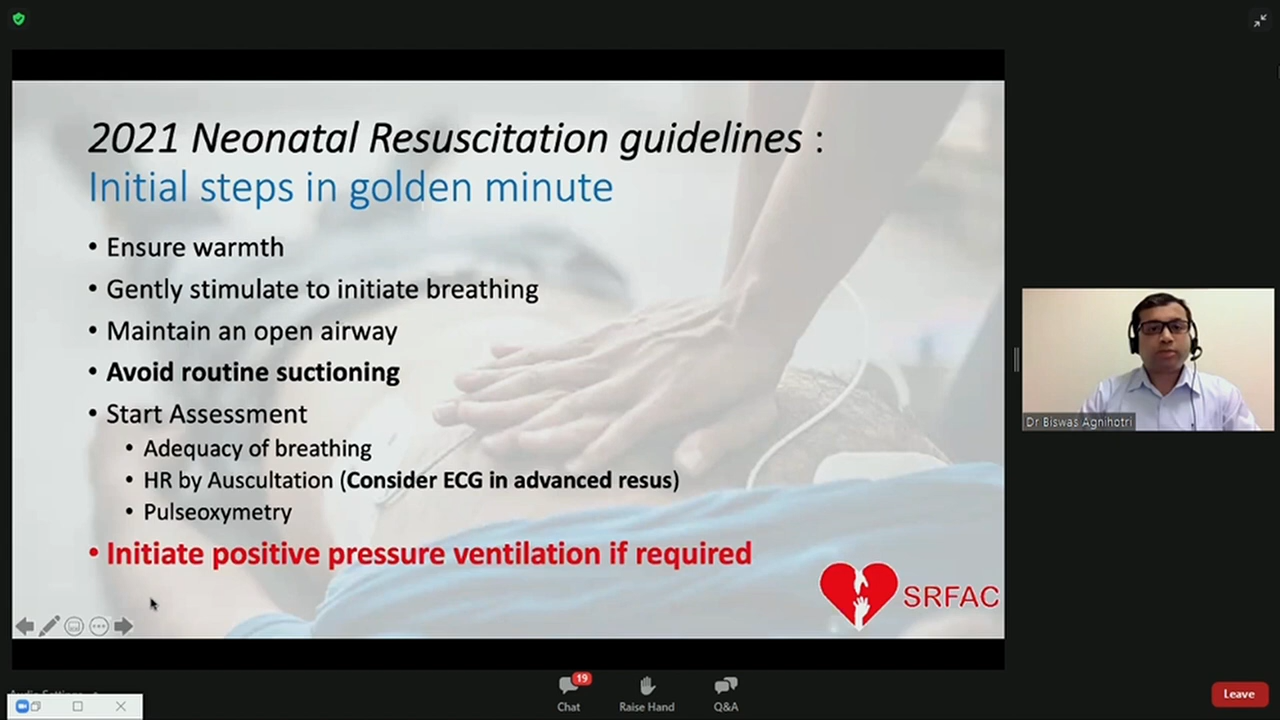 2021 Neonatal Resuscitation guidelines :
Initial steps in golden minute
• Ensure warmth
• Gently stimulate to initiate breathing
• Maintain an open airway
• Avoid routine suctioning
• Start Assessment
• Adequacy of breathing
• HR by Auscultation (Consider ECG in advanced resus)
• Pulseoxymetry
• Initiate positive pressure ventilation if required
SRFAC
Dr Biswas Agnihotri
19
Chat
Raise Hand
Q&A
Leave